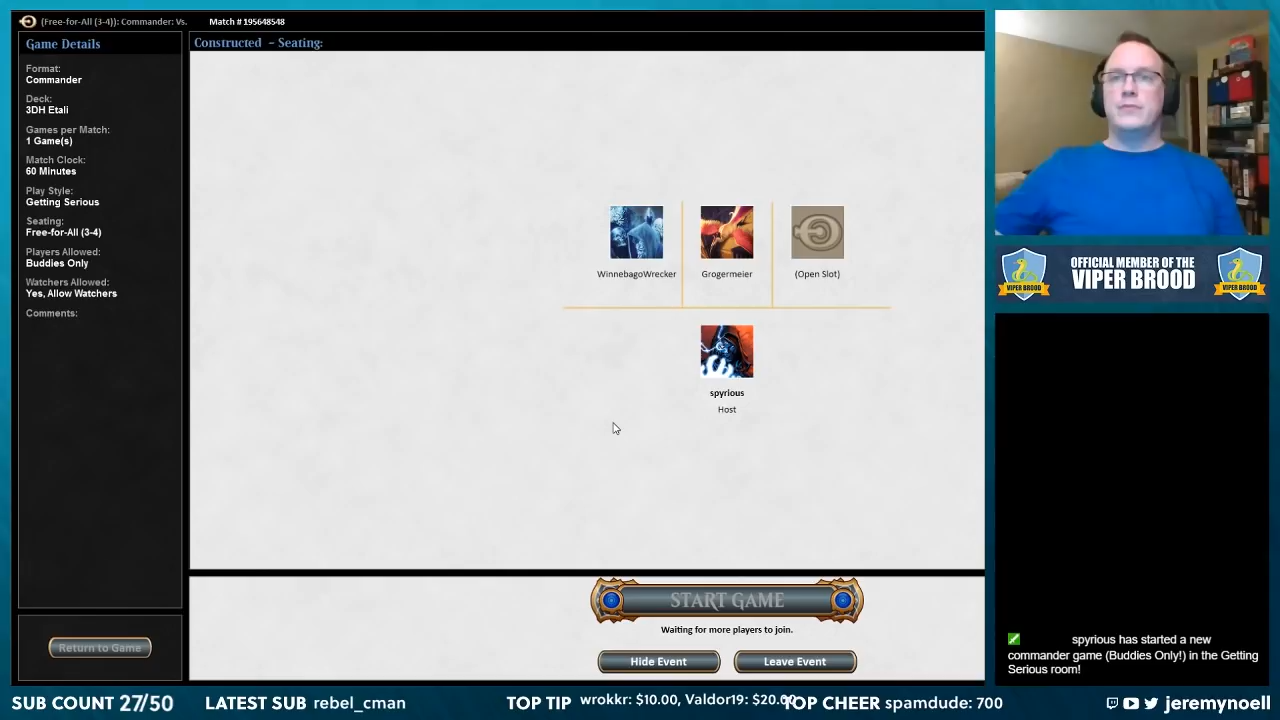 (Free-for-All (3-4)): Commander: Vs. Match # 195648548
Game Details
Format:
Commander
Deck:
3DH Etali
Games per Match:
1 Game(s)
Match Clock:
60 Minutes
Play Style:
Getting Serious
Seating:
Free-for-All (3-4)
Players Allowed:
Buddies Only
Watchers Allowed:
Yes, Allow Watchers
Comments:
Return to Game
Constructed - Seating:
WinnebagoWrecker
Grogermeier
(Open Slot)
spyrious
Host
START GAME
Waiting for more players to join.
Hide Event
Leave Event
OFFICIAL MEMBER OF THE
VIPER BROOD
spyrious has started a new
commander game (Buddies Only!) in the Getting
Serious room!
SUB COUNT 27/50 LATEST SUB rebel_cman TOP TIP wrokkr: $10.00, Valdor19: $20.00 TOP CHEER spamdude: 700 jeremynoell